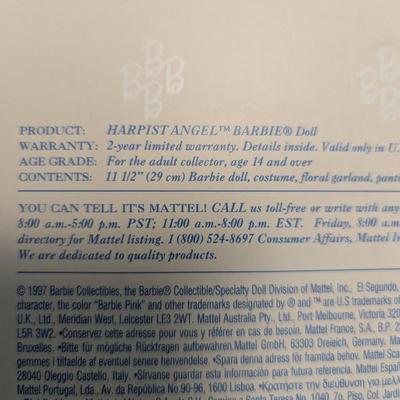 B
B B
B
PRODUCT: HARPIST ANGEL™ BARBIE® Doll
WARRANTY: 2-year limited warranty. Details inside. Valid only in U.
AGE GRADE: For the adult collector, age 14 and over
CONTENTS: 11 1/2" (29 cm) Barbie doll, costume, floral garland, pant
YOU CAN TELL IT'S MATTEL! CALL us toll-free or write with any
8:00 a.m.-5:00 p.m. PST; 11:00 a.m.-8:00 p.m. EST. Friday, 8:00 a.m.
directory for Mattel listing. 1 (800) 524-8697 Consumer Affairs, Mattel In
We are dedicated to quality products.
© 1997 Barbie Collectibles, the Barbie® Collectible/Specialty Doll Division of Mattel, Inc., El Segundo,
character, the color "Barbie Pink" and other trademarks designated by ® and ™ are U.S trademarks of
U.K., Ltd., Meridian West, Leicester LE3 2WT. Mattel Australia Pty., Ltd., Port Melbourne, Victoria 320
L5R 3W2. •Conservez cette adresse pour vous y référer en cas de besoin. Mattel France, S.A., B.P. 23
Bruxelles. •Bitte für mögliche Rückfragen aufbewahren.Mattel GmbH, 63303 Dreieich, Germany. Mat
gemmes i tilfælde af eventuel senere henvendelse. •Spara denna adress för framtida behov. Mattel Sc
28040 Oleggio Castello, Italy. •Guardar esta información para futura referencia. Mattel España
Mattel Portugal, Lda., Av. da República No.90-96, 1600 Lisboa. •Κρατήστε την διεύθυνση για μελλ
Col. Jardin